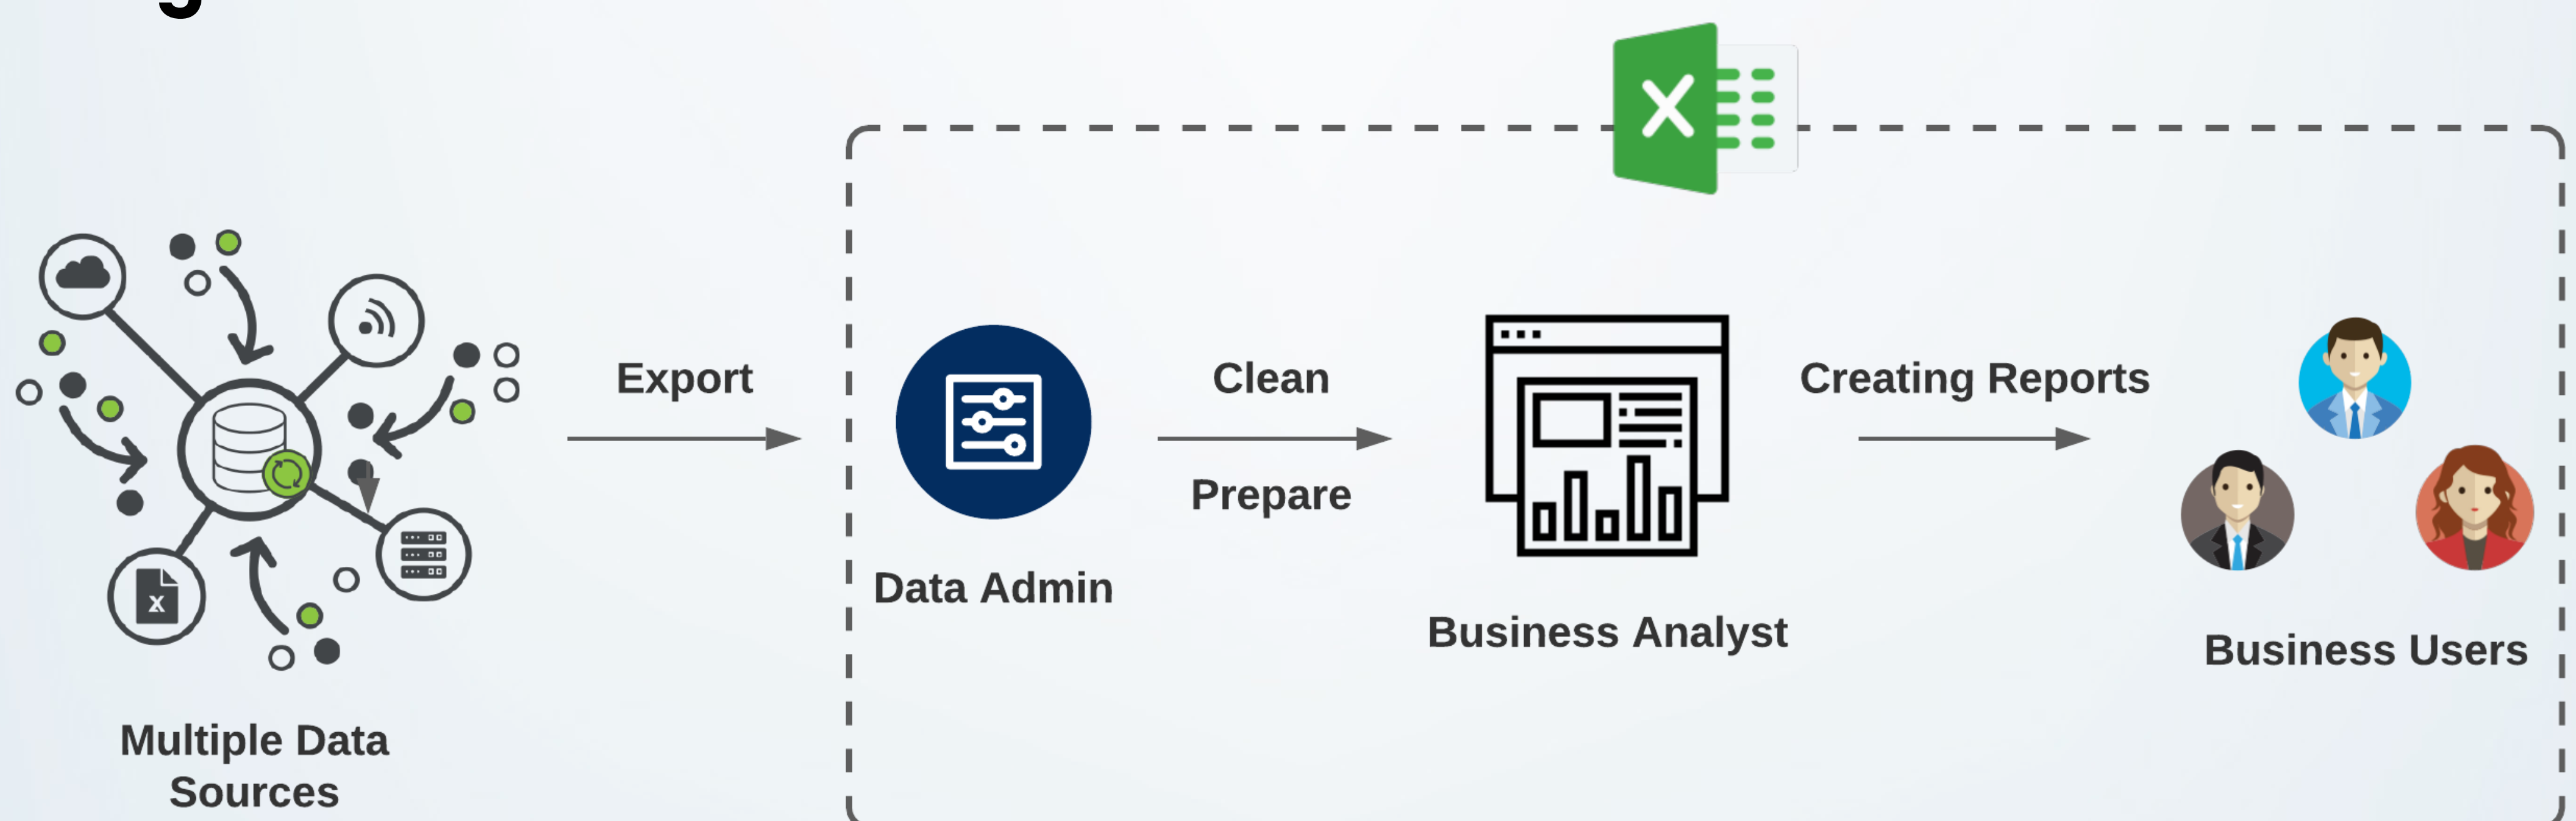 Export
Clean
Prepare
Creating Reports
Data Admin
Business Analyst
Business Users
Multiple Data
Sources
X
x